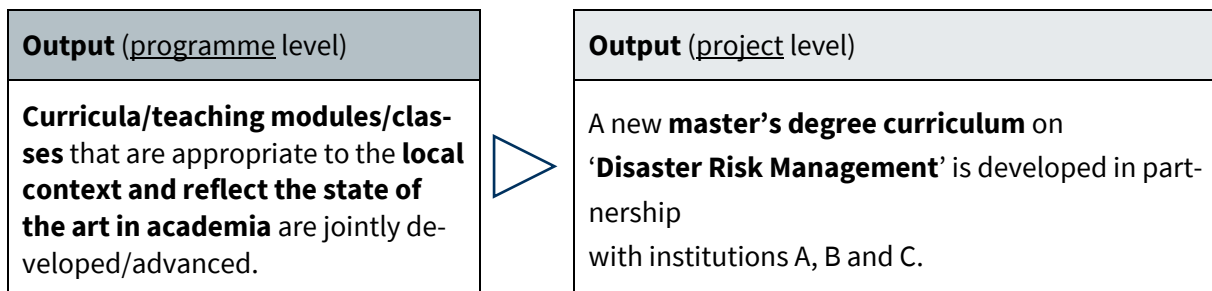 Output (programme level)
Curricula/teaching modules/clas-
ses that are appropriate to the local
context and reflect the state of
the art in academia are jointly de-
veloped/advanced.
Output (project level)
A new master’s degree curriculum on
‘Disaster Risk Management’ is developed in part-
nership
with institutions A, B and C.